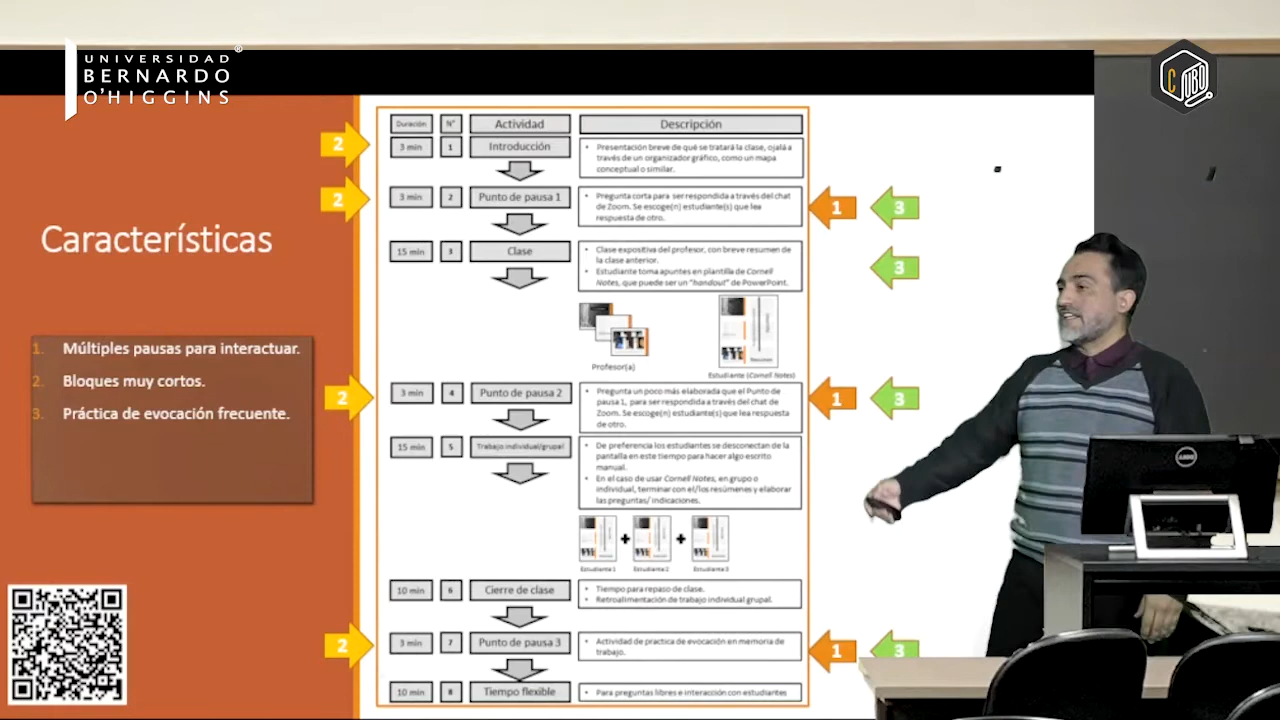 UNIVERSIDAD
BERNARDO
O'HIGGINS
®
C UBO
Características
1. Múltiples pausas para interactuar.
2. Bloques muy cortos.
3. Práctica de evocación frecuente.
Duración N° Actividad Descripción
2
3 min 1 Introducción
• Presentación breve de qué se tratará la clase, ojalá a
través de un organizador gráfico, como un mapa
conceptual o similar.
2
3 min 2 Punto de pausa 1
• Pregunta corta para ser respondida a través del chat
de Zoom. Se escoge(n) estudiante(s) que lea
respuesta de otro.
1 3
15 min 3 Clase
• Clase expositiva del profesor, con breve resumen de
la clase anterior.
• Estudiante toma apuntes en plantilla de Cornell
Notes, que puede ser un "handout" de PowerPoint.
3
Profesor(a)
Estudiante (Cornell Notes)
2
3 min 4 Punto de pausa 2
• Pregunta un poco más elaborada que el Punto de
pausa 1, para ser respondida a través del chat de
Zoom. Se escoge(n) estudiante(s) que lea respuesta
de otro.
1 3
15 min 5 Trabajo individual/grupal
• De preferencia los estudiantes se desconectan de la
pantalla en este tiempo para hacer algo escrito
manual.
• En el caso de usar Cornell Notes, en grupo o
individual, terminar con el/los resúmenes y elaborar
las preguntas/ indicaciones.
+ +
Estudiante 1 Estudiante 2 Estudiante 3
10 min 6 Cierre de clase
• Tiempo para repaso de clase.
• Retroalimentación de trabajo individual grupal.
2
3 min 7 Punto de pausa 3
• Actividad de practica de evocación en memoria de
trabajo.
1 3
10 min 8 Tiempo flexible
• Para preguntas libres e interacción con estudiantes
DELL